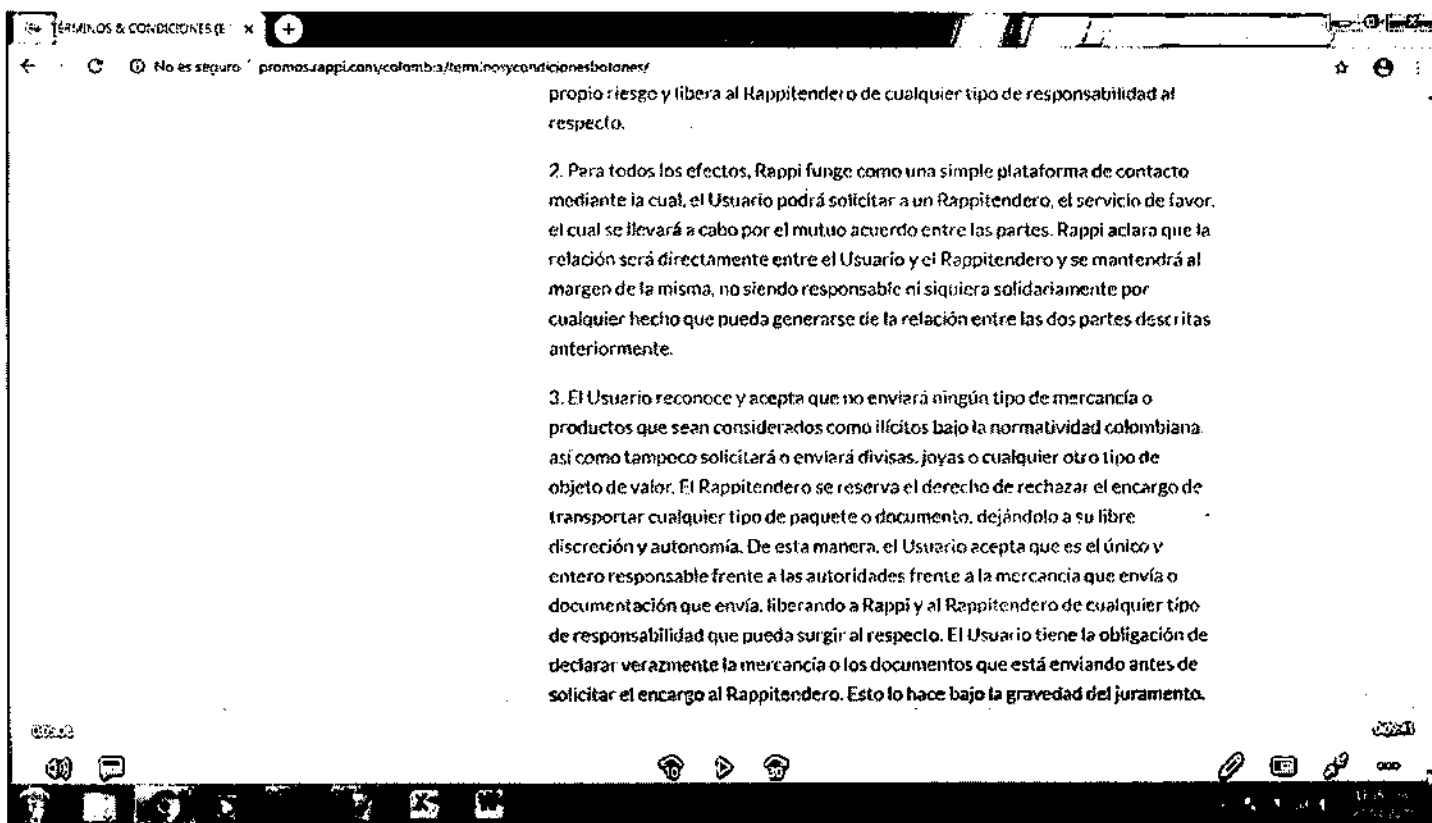 TÉRMINOS & CONDICIONES (E
No es seguro promos.rappi.com/colombia/terminosycondicionesbotones/
propio riesgo y libera al Rappitendero de cualquier tipo de responsabilidad al
respecto.
2. Para todos los efectos, Rappi funge como una simple plataforma de contacto
mediante la cual, el Usuario podrá solicitar a un Rappitendero, el servicio de favor,
el cual se llevará a cabo por el mutuo acuerdo entre las partes. Rappi aclara que la
relación será directamente entre el Usuario y el Rappitendero y se mantendrá al
margen de la misma, no siendo responsable ni siquiera solidariamente por
cualquier hecho que pueda generarse de la relación entre las dos partes descritas
anteriormente.
3. El Usuario reconoce y acepta que no enviará ningún tipo de mercancía o
productos que sean considerados como ilícitos bajo la normatividad colombiana,
así como tampoco solicitará o enviará divisas, joyas o cualquier otro tipo de
objeto de valor. El Rappitendero se reserva el derecho de rechazar el encargo de
transportar cualquier tipo de paquete o documento, dejándolo a su libre
discreción y autonomía. De esta manera, el Usuario acepta que es el único y
entero responsable frente a las autoridades frente a la mercancía que envía o
documentación que envía, liberando a Rappi y al Rappitendero de cualquier tipo
de responsabilidad que pueda surgir al respecto. El Usuario tiene la obligación de
declarar verazmente la mercancía o los documentos que está enviando antes de
solicitar el encargo al Rappitendero. Esto lo hace bajo la gravedad del juramento.
10 30